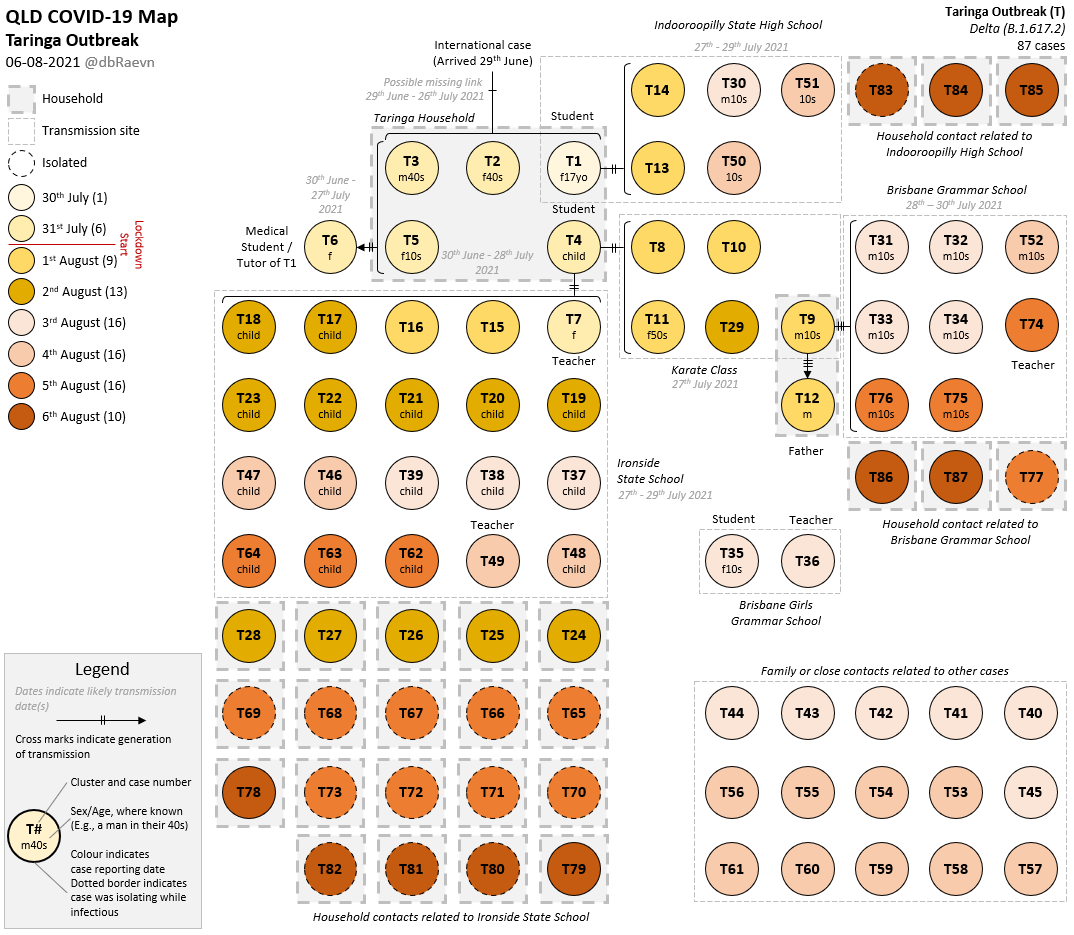 QLD COVID-19 Map
Taringa Outbreak
06-08-2021 @dbRaevn
Household
Transmission site
Isolated
30th July (1)
31st July (6)
Lockdown
Start
1st August (9)
2nd August (13)
3rd August (16)
4th August (16)
5th August (16)
6th August (10)
Taringa Outbreak (T)
Delta (B.1.617.2)
87 cases
International case
(Arrived 29th June)
Possible missing link
29th June - 26th July 2021
Taringa Household
Student
T3
m40s
T2
f40s
T1
f17yo
30th June -
27th July
2021
Medical
Student /
Tutor of T1
T6
f
T5
f10s
30th June - 28th July
2021
Student
T4
child
Indooroopilly State High School
27th - 29th July 2021
T14
T30
m10s
T51
10s
T13
T50
10s
T83
T84
T85
Household contact related to
Indooroopilly High School
T8
T10
T11
f50s
T29
Karate Class
27th July 2021
T9
m10s
T12
m
Father
Brisbane Grammar School
28th – 30th July 2021
T31
m10s
T32
m10s
T52
m10s
T33
m10s
T34
m10s
T74
Teacher
T76
m10s
T75
m10s
T86
T87
T77
Household contact related to
Brisbane Grammar School
T18
child
T17
child
T16
T15
T7
f
Teacher
T23
child
T22
child
T21
child
T20
child
T19
child
T47
child
T46
child
T39
child
T38
child
T37
child
Teacher
T64
child
T63
child
T62
child
T49
T48
child
Ironside
State School
27th - 29th July 2021
Student
Teacher
T35
f10s
T36
Brisbane Girls
Grammar School
T28
T27
T26
T25
T24
T69
T68
T67
T66
T65
T78
T73
T72
T71
T70
T82
T81
T80
T79
Household contacts related to Ironside State School
Family or close contacts related to other cases
T44
T43
T42
T41
T40
T56
T55
T54
T53
T45
T61
T60
T59
T58
T57
Legend
Dates indicate likely transmission
date(s)
Cross marks indicate generation
of transmission
Cluster and case number
Sex/Age, where known
(E.g., a man in their 40s)
T#
m40s
Colour indicates
case reporting date
Dotted border indicates
case was isolating while
infectious